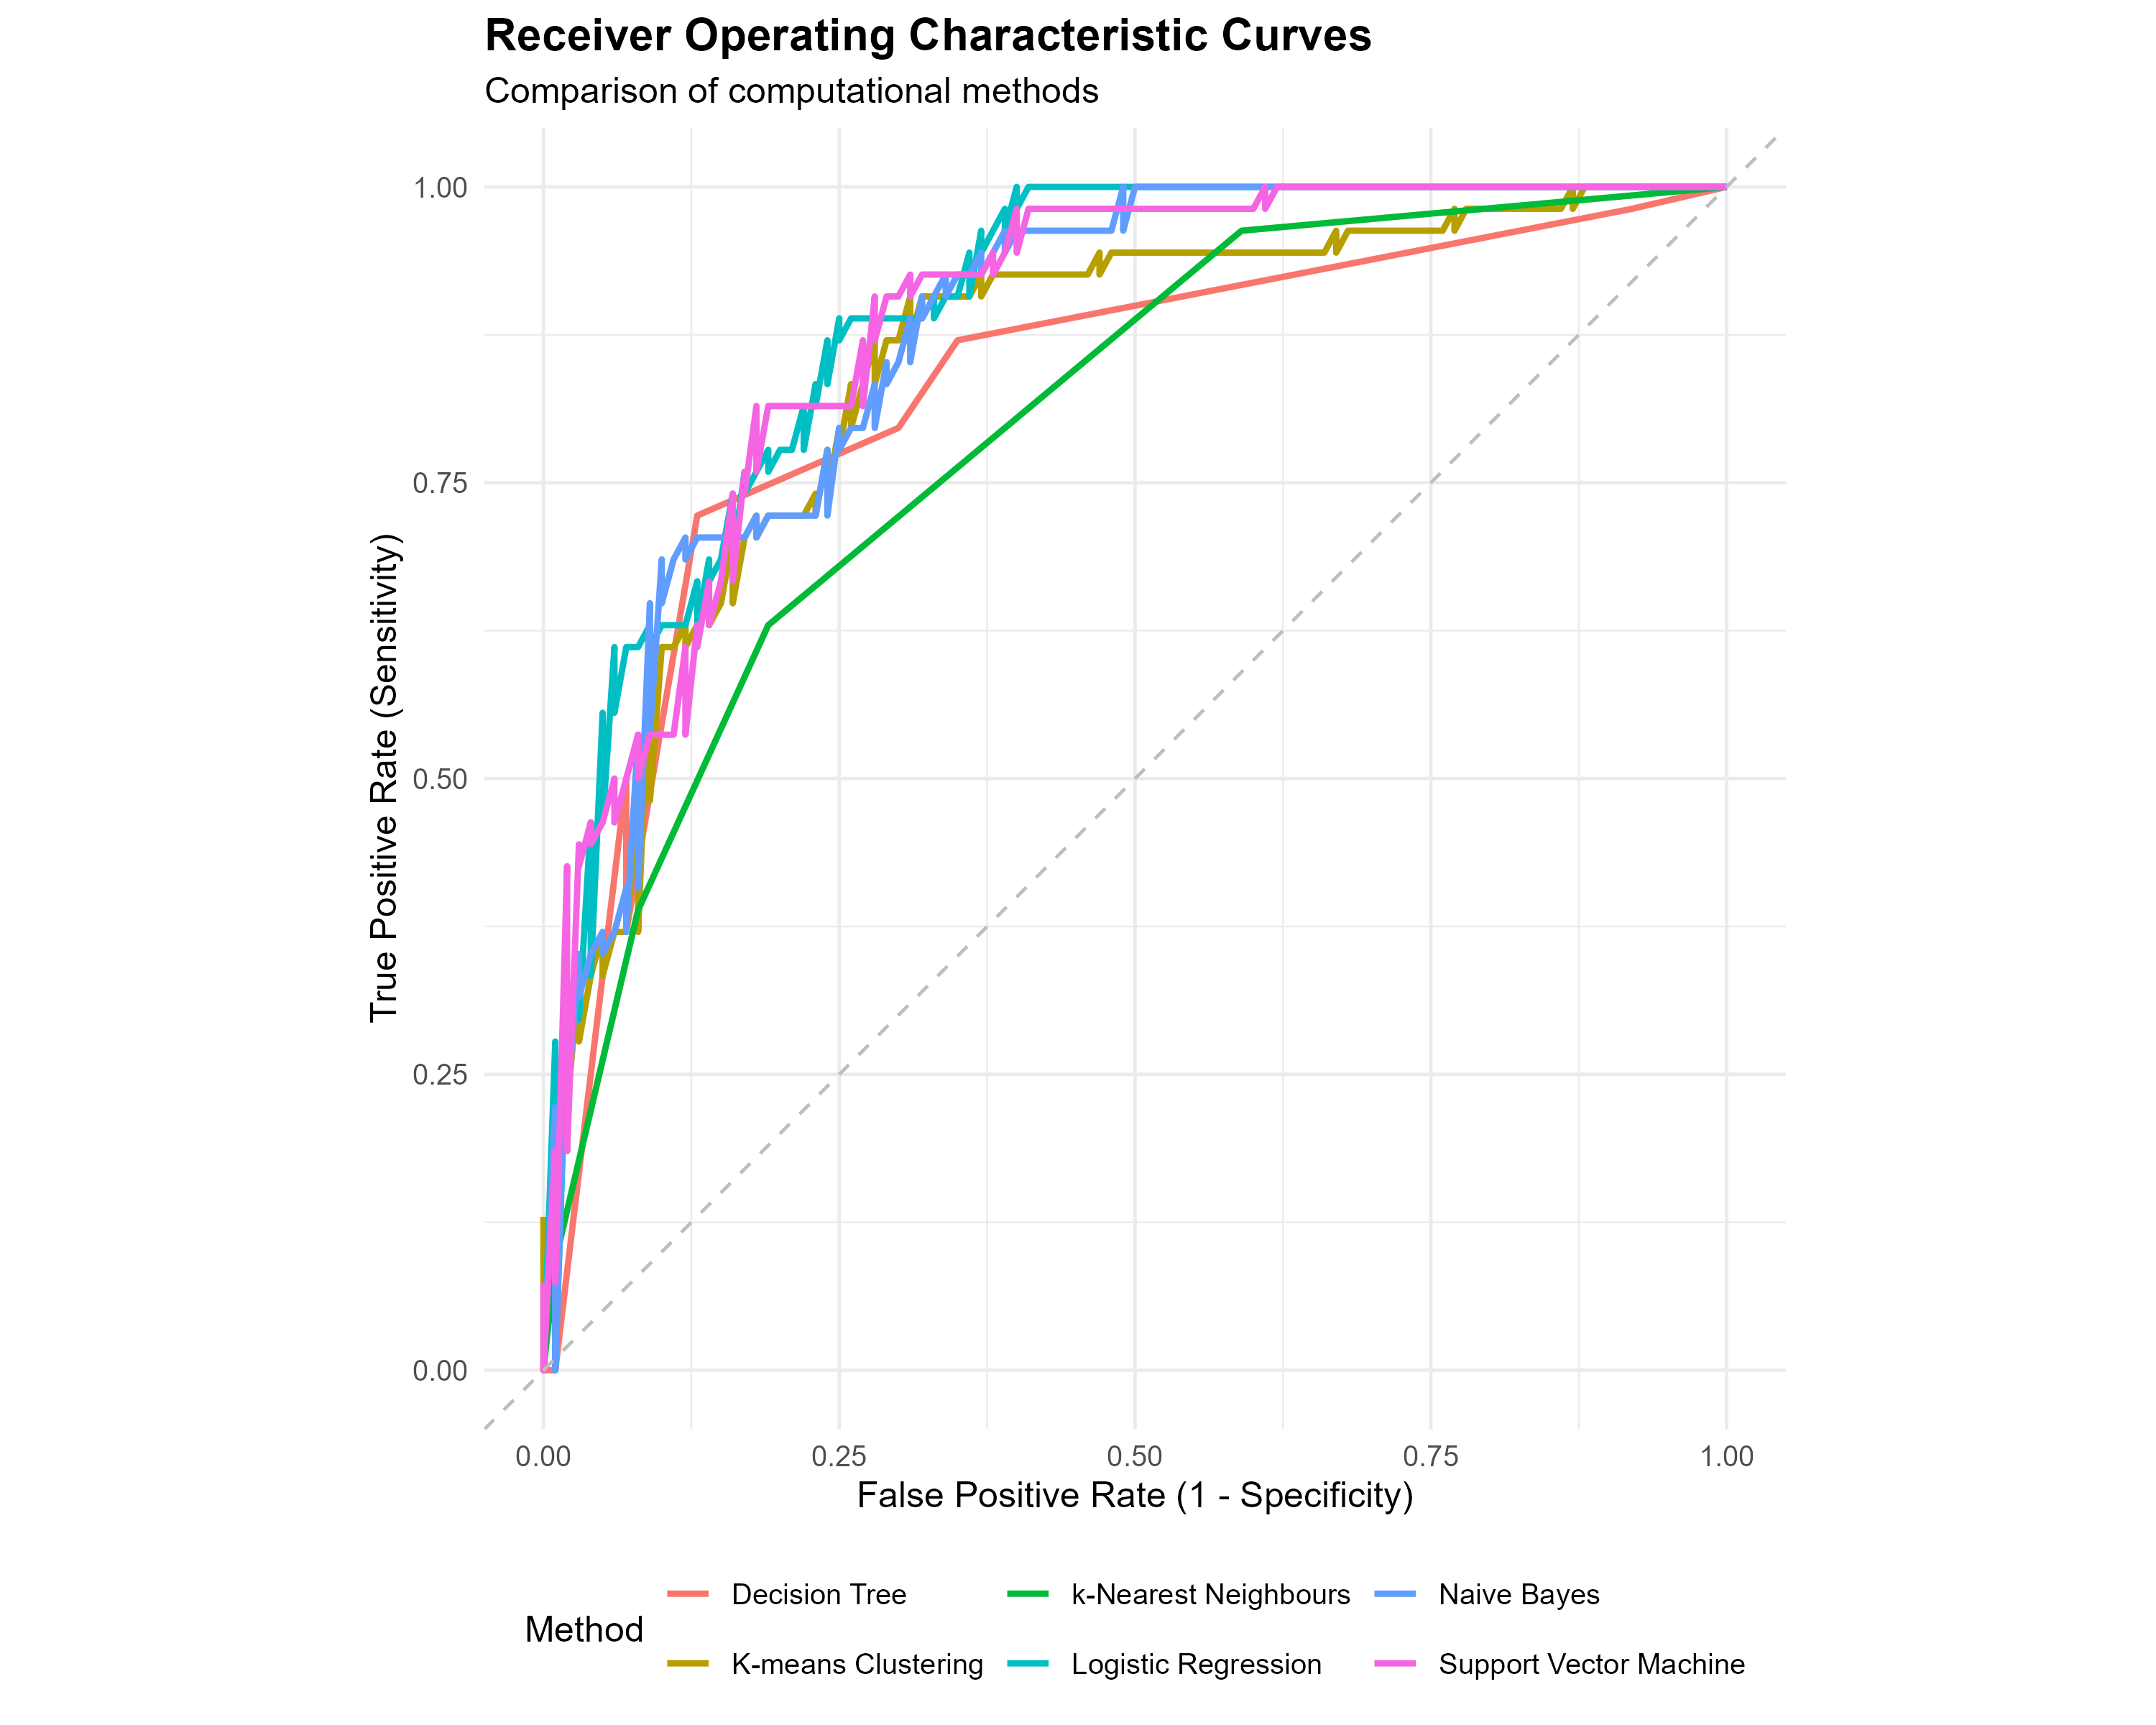 Receiver Operating Characteristic Curves
Comparison of computational methods
True Positive Rate (Sensitivity)
1.00
0.75
0.50
0.25
0.00
0.00 0.25 0.50 0.75 1.00
False Positive Rate (1 - Specificity)
Method
Decision Tree k-Nearest Neighbours Naive Bayes
K-means Clustering Logistic Regression Support Vector Machine